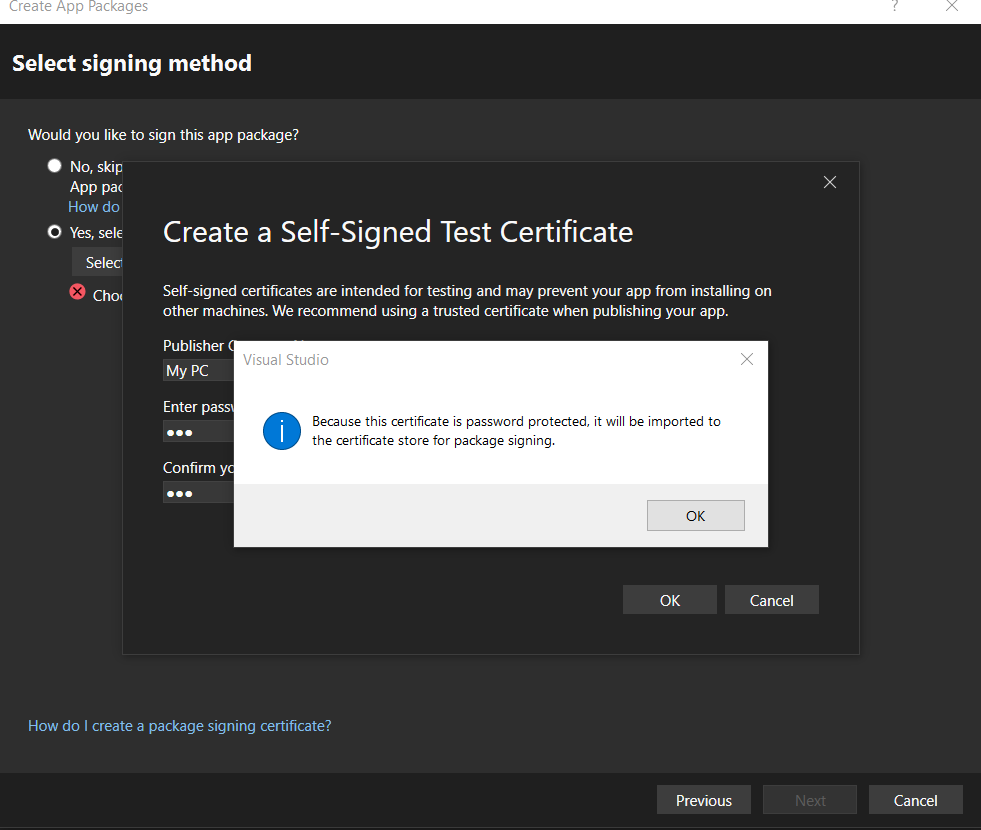 Create App Packages
?
Select signing method
Would you like to sign this app package?
No, skip
App pac
How do
Yes, sele
Select
Choo
Create a Self-Signed Test Certificate
Self-signed certificates are intended for testing and may prevent your app from installing on
other machines. We recommend using a trusted certificate when publishing your app.
Publisher
My PC
Enter passw
●●●
Confirm yo
●●●
Visual Studio
Because this certificate is password protected, it will be imported to
the certificate store for package signing.
OK
OK
Cancel
How do I create a package signing certificate?
Previous
Next
Cancel